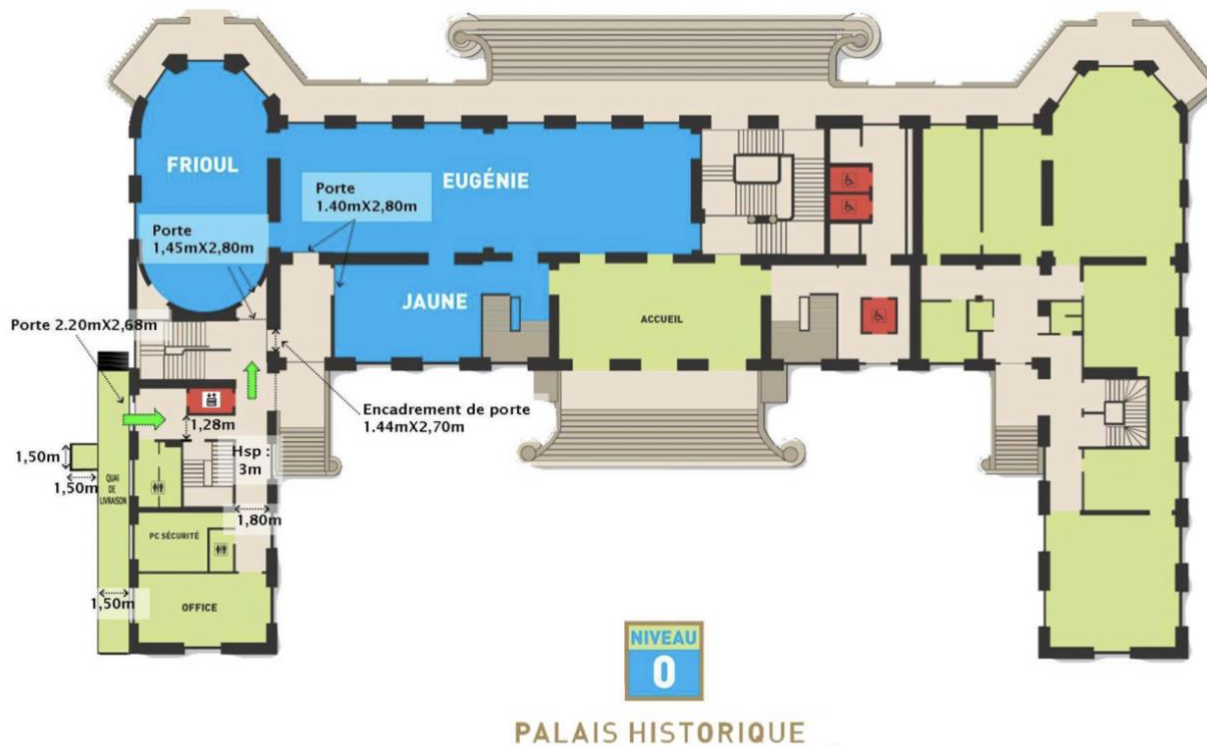 FRIOUL
EUGÉNIE
Porte
1.40mX2,80m
Porte
1,45mX2,80m
JAUNE
ACCUEIL
Porte 2.20mX2,68m
Encadrement de porte
1.44mX2,70m
1,28m
Hsp :
3m
1,50m
1,50m
QUAI
DE
LIVRAISON
1,80m
PC SÉCURITÉ
1,50m
OFFICE
NIVEAU
0
PALAIS HISTORIQUE